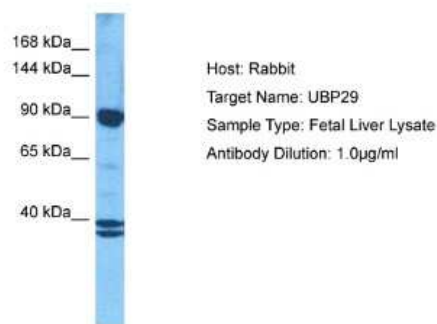 168 kDa
144 kDa
90 kDa
65 kDa
40 kDa
Host: Rabbit
Target Name: UBP29
Sample Type: Fetal Liver Lysate
Antibody Dilution: 1.0µg/ml